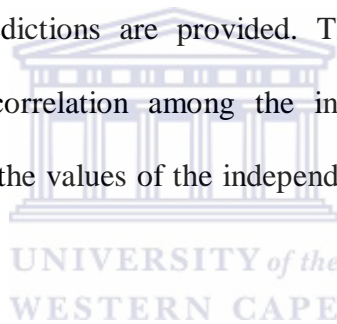 dictions are provided. T
correlation among the in
the values of the independ
UNIVERSITY of the
WESTERN CAPE